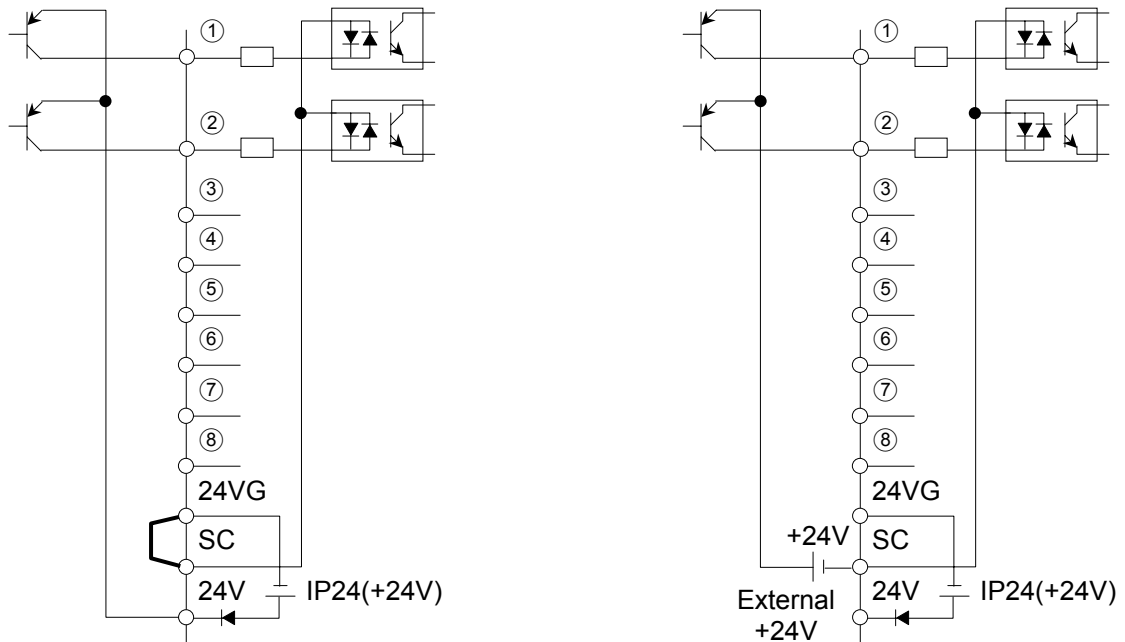 ①
②
③
④
⑤
⑥
⑦
⑧
24VG
SC
24V
IP24(+24V)
①
②
③
④
⑤
⑥
⑦
⑧
24VG
+24V
SC
24V
IP24(+24V)
External
+24V